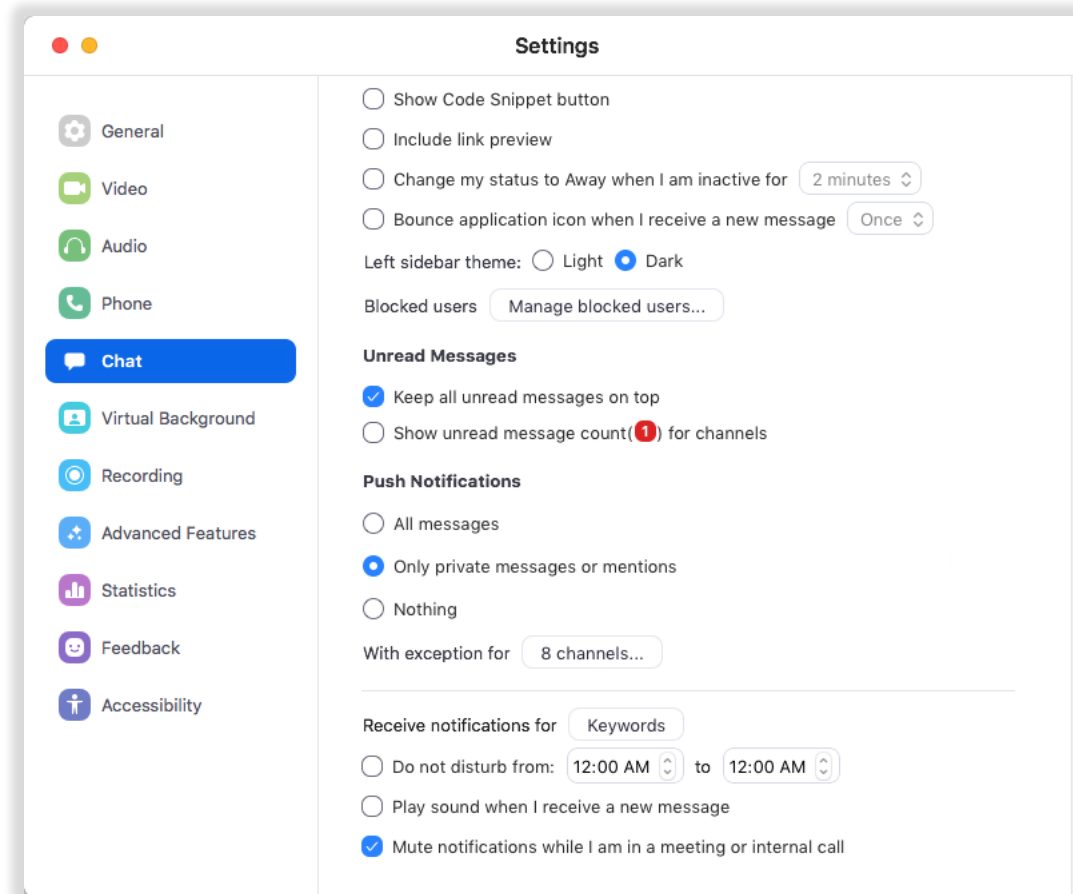 Settings
General
Video
Audio
Phone
Chat
Virtual Background
Recording
Advanced Features
Statistics
Feedback
Accessibility
Show Code Snippet button
Include link preview
Change my status to Away when I am inactive for 2 minutes
Bounce application icon when I receive a new message Once
Left sidebar theme: Light Dark
Blocked users Manage blocked users...
Unread Messages
Keep all unread messages on top
Show unread message count(1) for channels
Push Notifications
All messages
Only private messages or mentions
Nothing
With exception for 8 channels...
Receive notifications for Keywords
Do not disturb from: 12:00 AM to 12:00 AM
Play sound when I receive a new message
Mute notifications while I am in a meeting or internal call